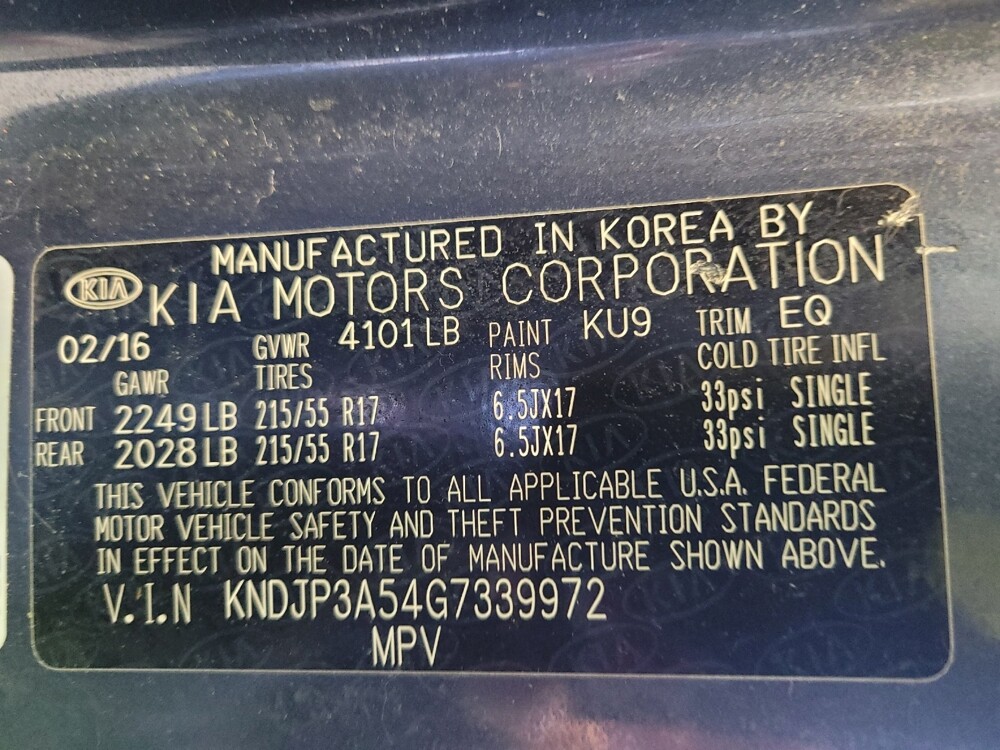 MANUFACTURED IN KOREA BY
KIA KIA MOTORS CORPORATION
02/16 GVWR 4101 LB PAINT KU9 TRIM EQ
GAWR TIRES RIMS COLD TIRE INFL
FRONT 2249 LB 215/55 R17 6.5JX17 33psi SINGLE
REAR 2028 LB 215/55 R17 6.5JX17 33psi SINGLE
THIS VEHICLE CONFORMS TO ALL APPLICABLE U.S.A. FEDERAL
MOTOR VEHICLE SAFETY AND THEFT PREVENTION STANDARDS
IN EFFECT ON THE DATE OF MANUFACTURE SHOWN ABOVE.
V.I.N KNDJP3A54G7339972
MPV